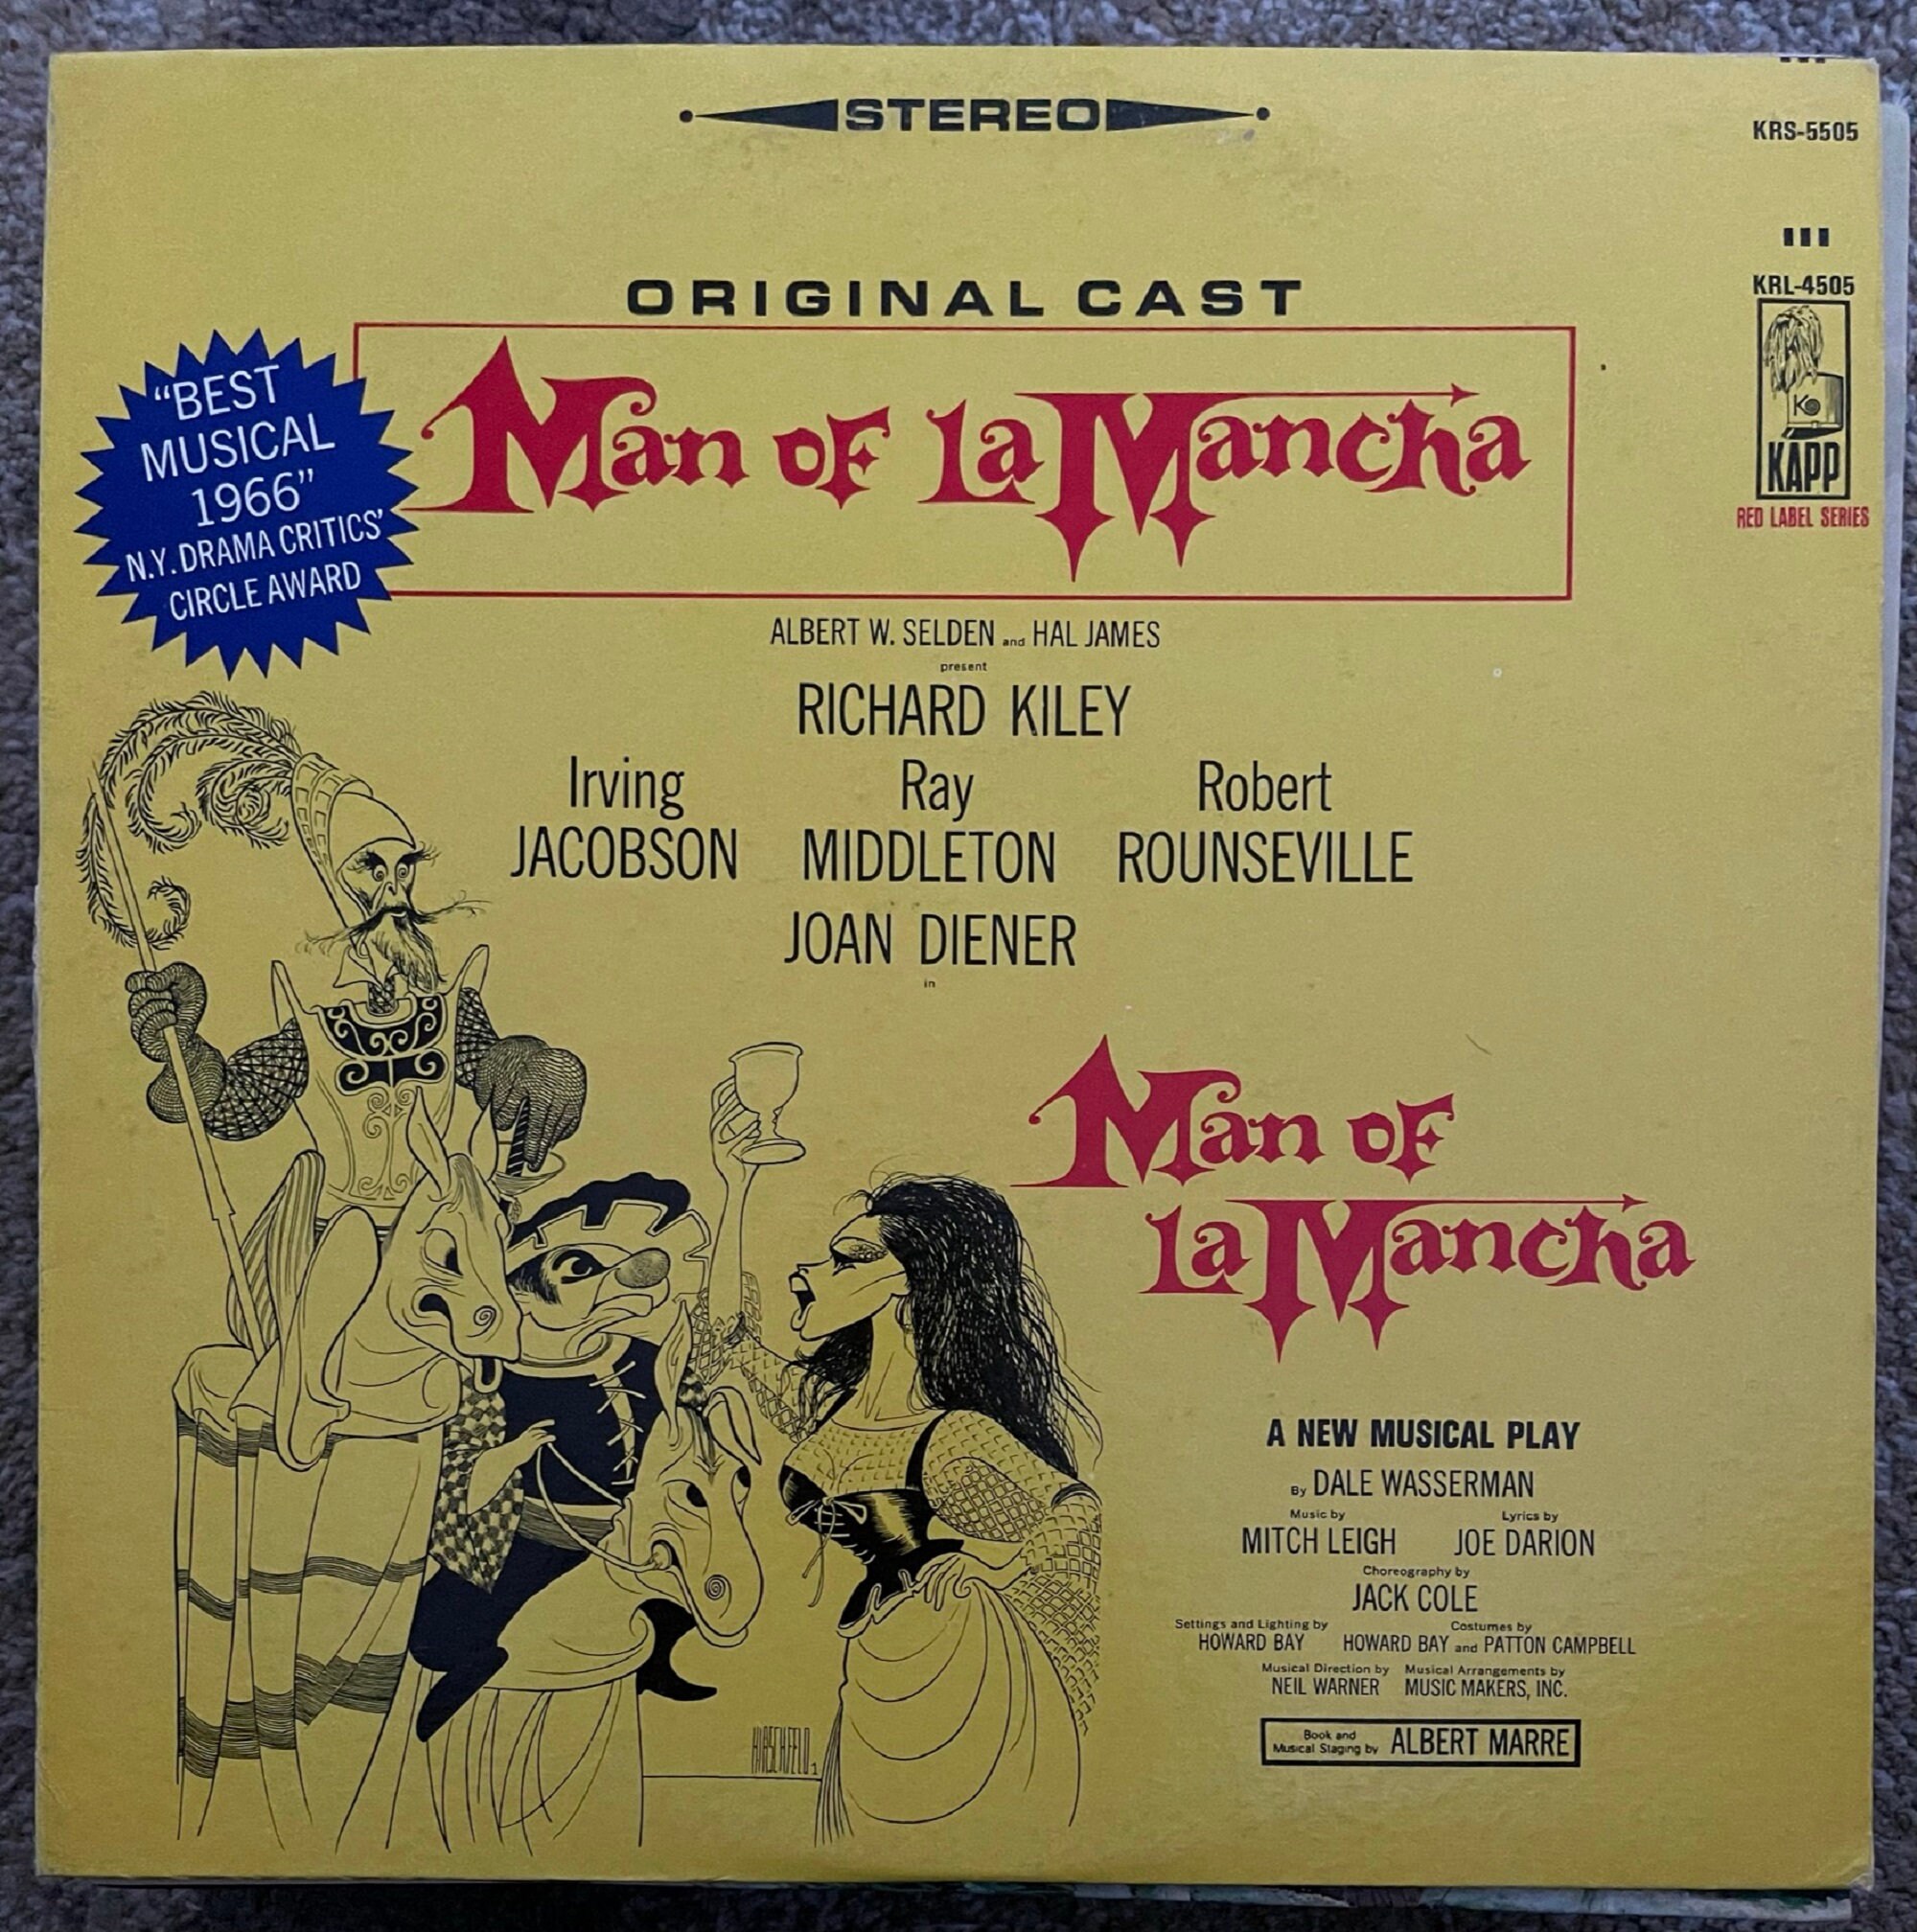 STEREO
KRS-5505
KRL-4505
K
KAPP
RED LABEL SERIES
ORIGINAL CAST
Man of La Mancha
“BEST
MUSICAL
1966”
N.Y. DRAMA CRITICS’
CIRCLE AWARD
ALBERT W. SELDEN and HAL JAMES
present
RICHARD KILEY
Irving Ray Robert
JACOBSON MIDDLETON ROUNSEVILLE
JOAN DIENER
in
Man of
La Mancha
A NEW MUSICAL PLAY
By DALE WASSERMAN
Music by Lyrics by
MITCH LEIGH JOE DARION
Choreography by
JACK COLE
Settings and Lighting by Costumes by
HOWARD BAY HOWARD BAY and PATTON CAMPBELL
Musical Direction by Musical Arrangements by
NEIL WARNER MUSIC MAKERS, INC.
Book and
Musical Staging by ALBERT MARRE
HIRSCHFELD 1